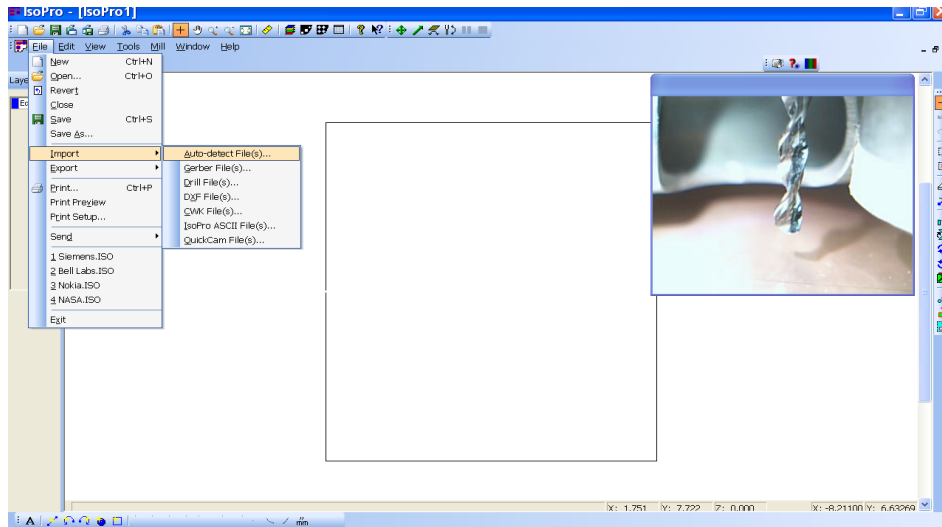 IsoPro - [IsoPro1]
File Edit View Tools Mill Window Help
New Ctrl+N
Open... Ctrl+O
Revert
Close
Save Ctrl+S
Save As...
Import
Export
Print... Ctrl+P
Print Preview
Print Setup...
Send
1 Siemens.ISO
2 Bell Labs.ISO
3 Nokia.ISO
4 NASA.ISO
Exit
Auto-detect File(s)...
Gerber File(s)...
Drill File(s)...
DXF File(s)...
CWK File(s)...
IsoPro ASCII File(s)...
QuickCam File(s)...
Laye
X: 1.751 Y: 7.722 Z: 0.000 X: -8.21100 Y: 6.63269
A mm